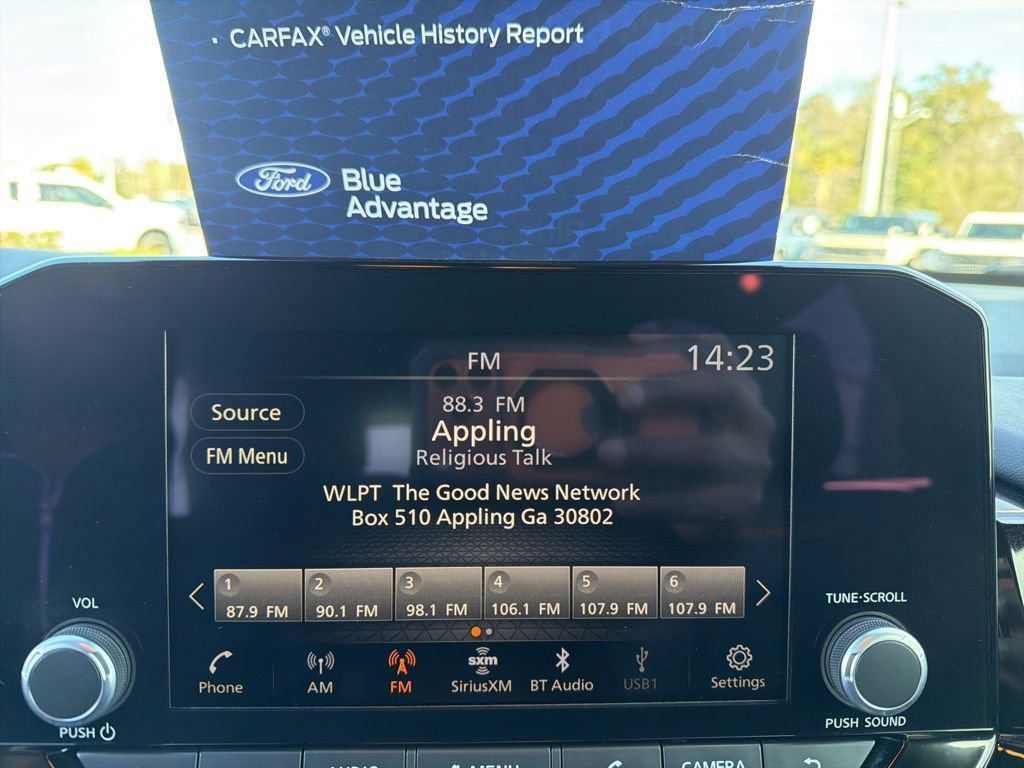 · CARFAX® Vehicle History Report
Ford Blue
Advantage
FM 14:23
Source
FM Menu
88.3 FM
Appling
Religious Talk
WLPT The Good News Network
Box 510 Appling Ga 30802
1 2 3 4 5 6
87.9 FM 90.1 FM 98.1 FM 106.1 FM 107.9 FM 107.9 FM
VOL
TUNE·SCROLL
sxm
Phone AM FM SiriusXM BT Audio USB1 Settings
PUSH
PUSH SOUND
AUDIO MENU CAMERA